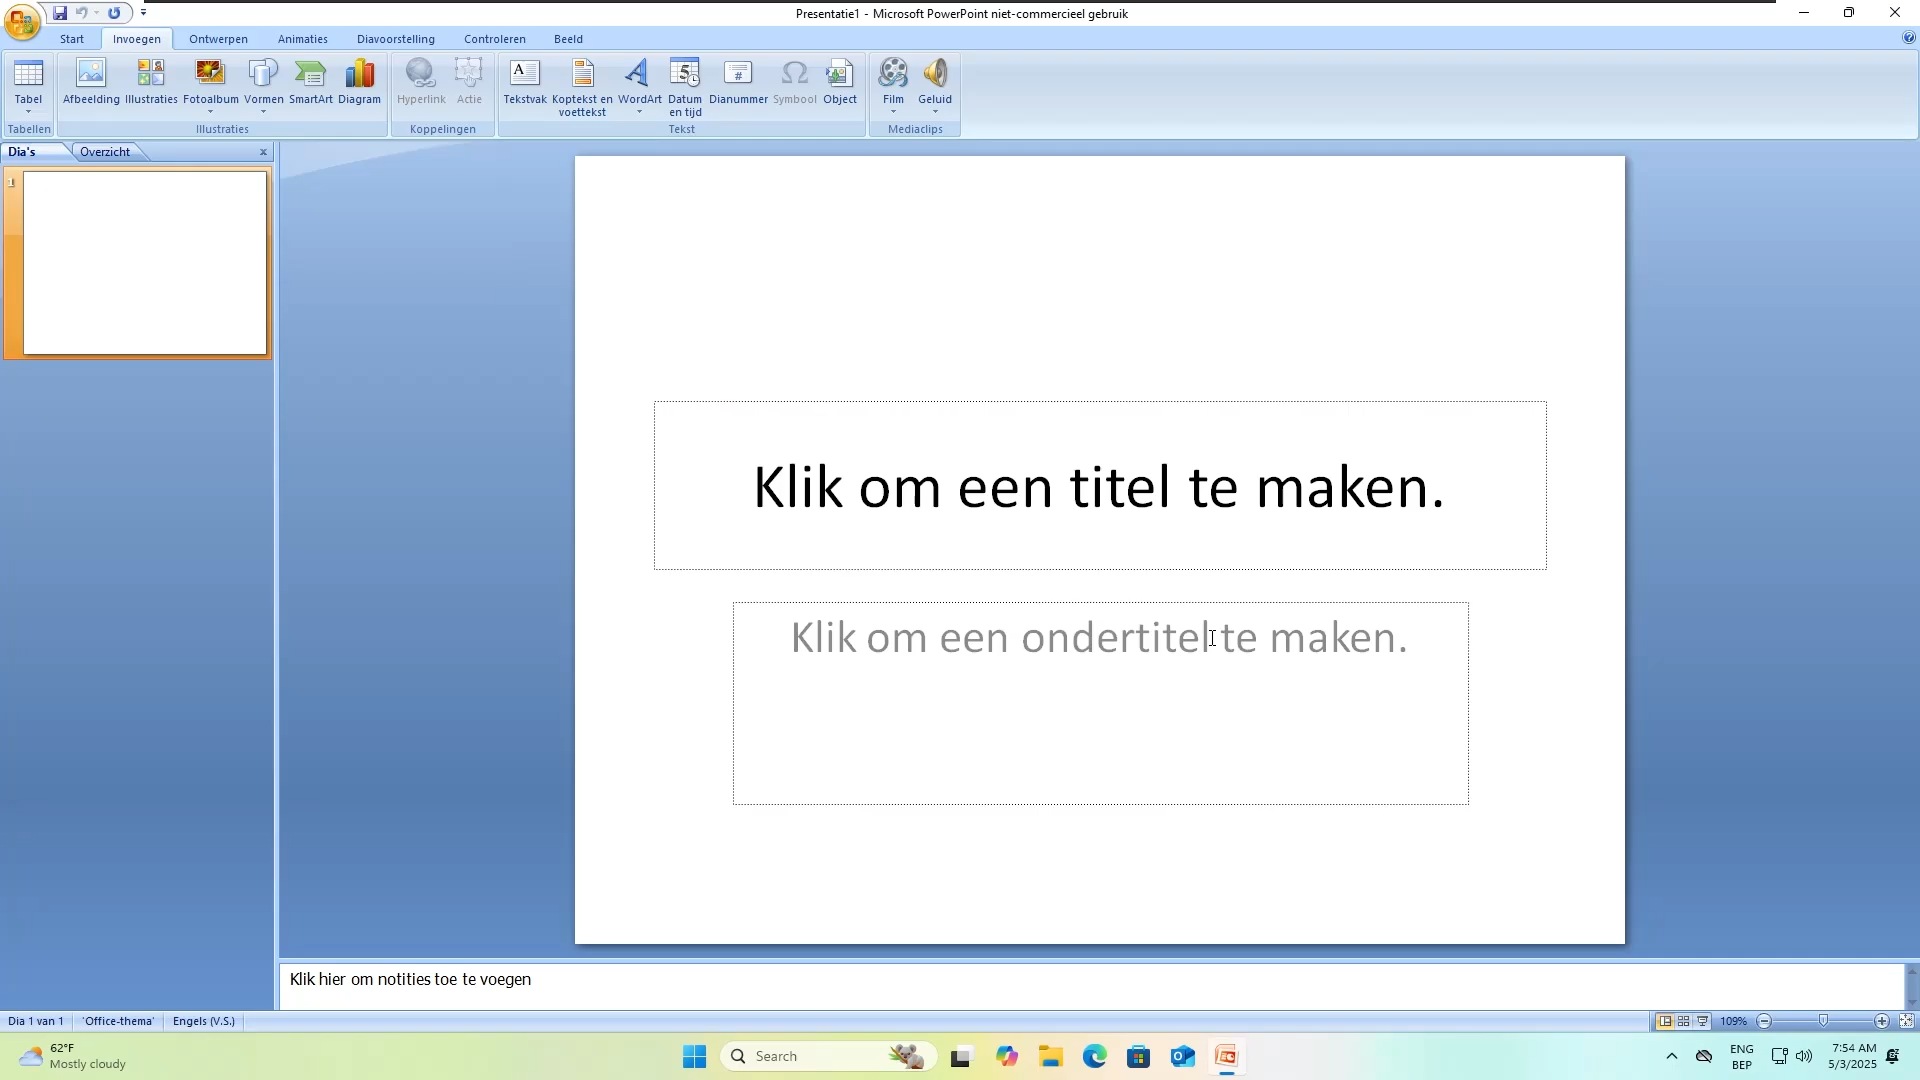 Presentatie1 - Microsoft PowerPoint niet-commercieel gebruik
Start Invoegen Ontwerpen Animaties Diavoorstelling Controleren Beeld
Tabel Afbeelding Illustraties Fotoalbum Vormen SmartArt Diagram Hyperlink Actie Tekstvak Koptekst en voettekst WordArt Datum en tijd Dianummer Symbool Object Film Geluid
Tabellen Illustraties Koppelingen Tekst Mediaclips
Dia's Overzicht
1
Klik om een titel te maken.
Klik om een ondertitel te maken.
Klik hier om notities toe te voegen
Dia 1 van 1 'Office-thema' Engels (V.S.) 109%
62°F
Mostly cloudy
Search
ENG
BEP
7:54 AM
5/3/2025